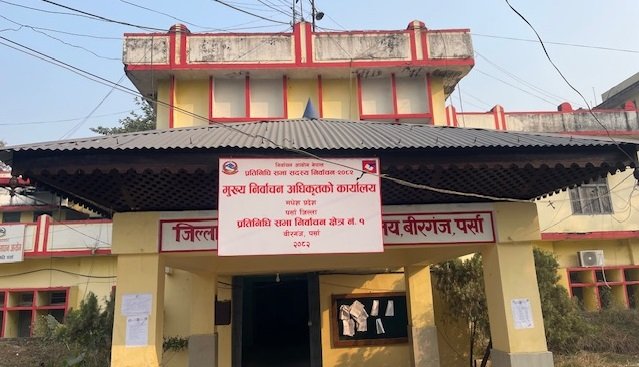 निर्वाचन आयोग नेपाल
प्रतिनिधि सभा सदस्य निर्वाचन-२०८२
मुख्य निर्वाचन अधिकृतको कार्यालय
मधेश प्रदेश
पर्सा जिल्ला
प्रतिनिधि सभा निर्वाचन क्षेत्र नं. १
वीरगंज, पर्सा
२०८२
जिल्ला
लय बीरगंज पर्सा